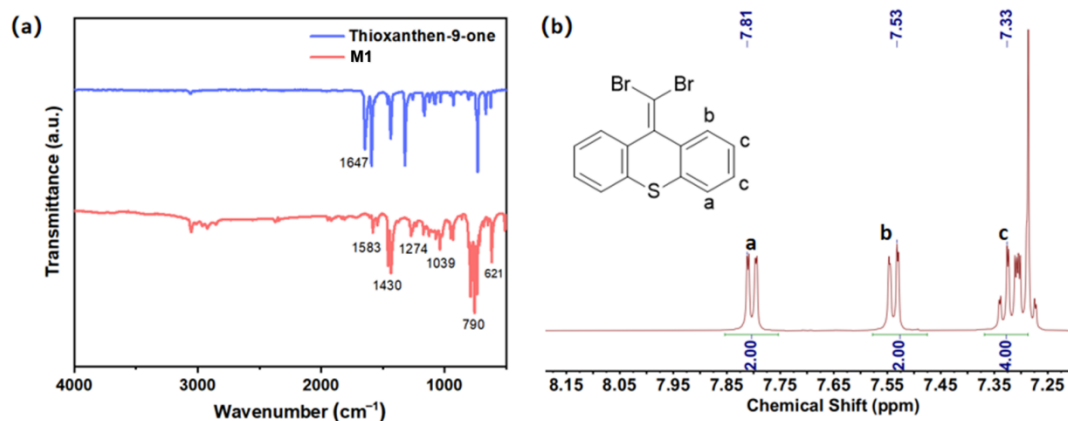 (a)
Thioxanthen-9-one
M1
Transmittance (a.u.)
1647
1583
1274
1039
621
1430
790
4000
3000
2000
1000
Wavenumber (cm⁻¹)
(b)
7.81
7.53
7.33
Br
Br
b
c
c
S
a
a
b
c
2.00
2.00
4.00
8.15
8.05
7.95
7.85
7.75
7.65
7.55
7.45
7.35
7.25
Chemical Shift (ppm)